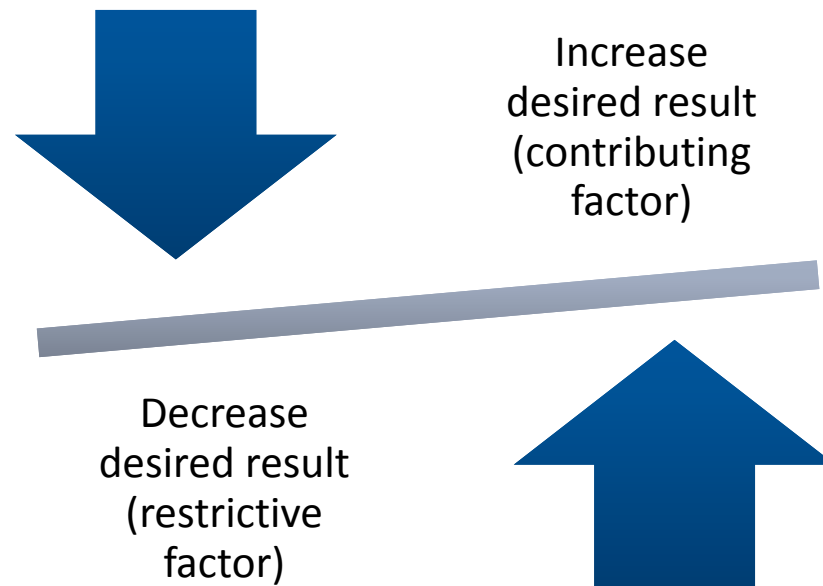 Increase
desired result
(contributing
factor)
Decrease
desired result
(restrictive
factor)